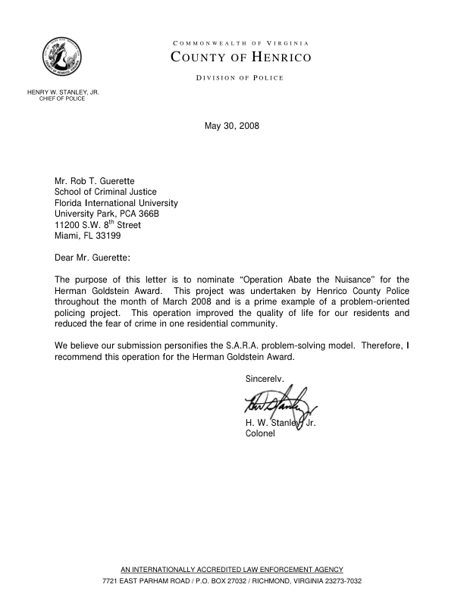 COMMONWEALTH OF VIRGINIA
COUNTY OF HENRICO
DIVISION OF POLICE
HENRY W. STANLEY, JR.
CHIEF OF POLICE
May 30, 2008
Mr. Rob T. Guerette
School of Criminal Justice
Florida International University
University Park, PCA 366B
11200 S.W. 8th Street
Miami, FL 33199
Dear Mr. Guerette:
The purpose of this letter is to nominate “Operation Abate the Nuisance” for the
Herman Goldstein Award. This project was undertaken by Henrico County Police
throughout the month of March 2008 and is a prime example of a problem-oriented
policing project. This operation improved the quality of life for our residents and
reduced the fear of crime in one residential community.
We believe our submission personifies the S.A.R.A. problem-solving model. Therefore, I
recommend this operation for the Herman Goldstein Award.
Sincerely,
H. W. Stanley, Jr.
Colonel
AN INTERNATIONALLY ACCREDITED LAW ENFORCEMENT AGENCY
7721 EAST PARHAM ROAD / P.O. BOX 27032 / RICHMOND, VIRGINIA 23273-7032